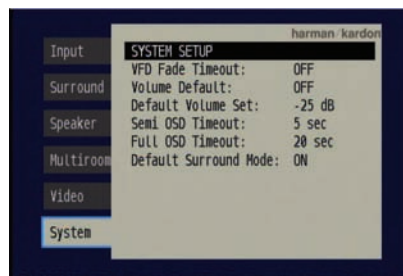 harman/kardon
Input
Surround
Speaker
Multiroom
Video
System
SYSTEM SETUP
VFD Fade Timeout: OFF
Volume Default: OFF
Default Volume Set: -25 dB
Semi OSD Timeout: 5 sec
Full OSD Timeout: 20 sec
Default Surround Mode: ON